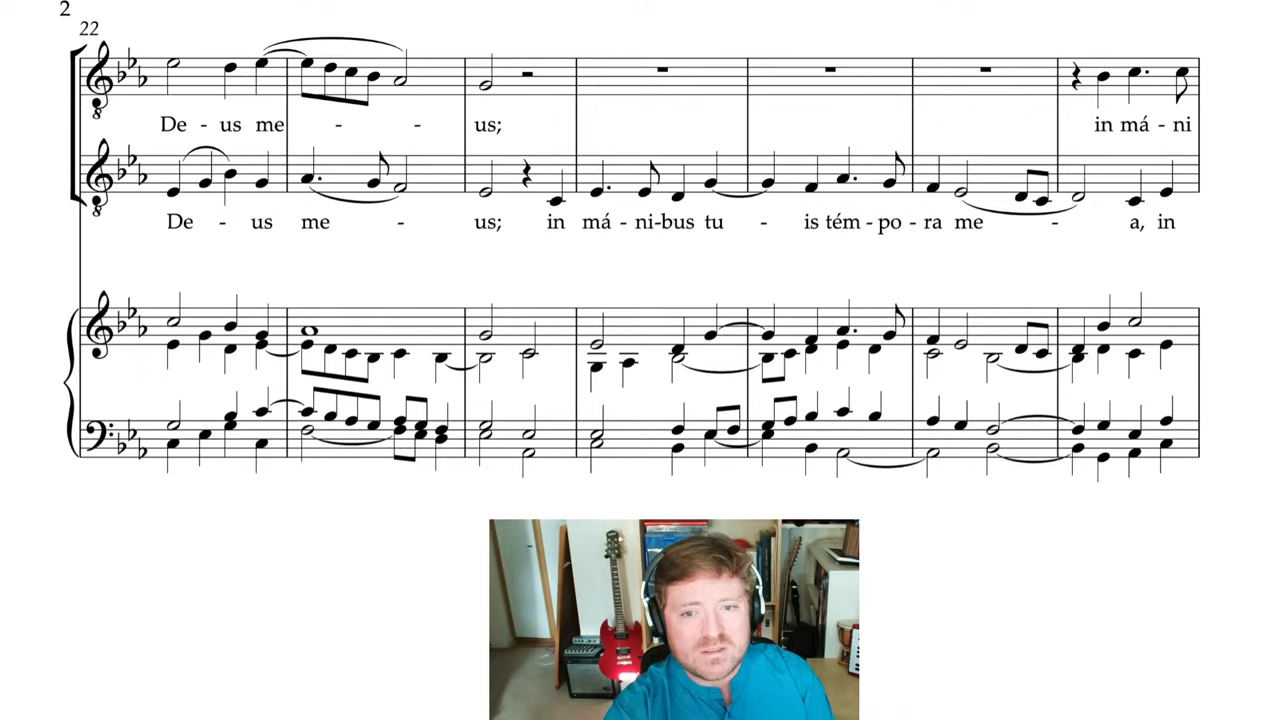 2
22
De - us me - - us; in má - ni
De - us me - us; in má - ni-bus tu - is tém - po - ra me - a, in